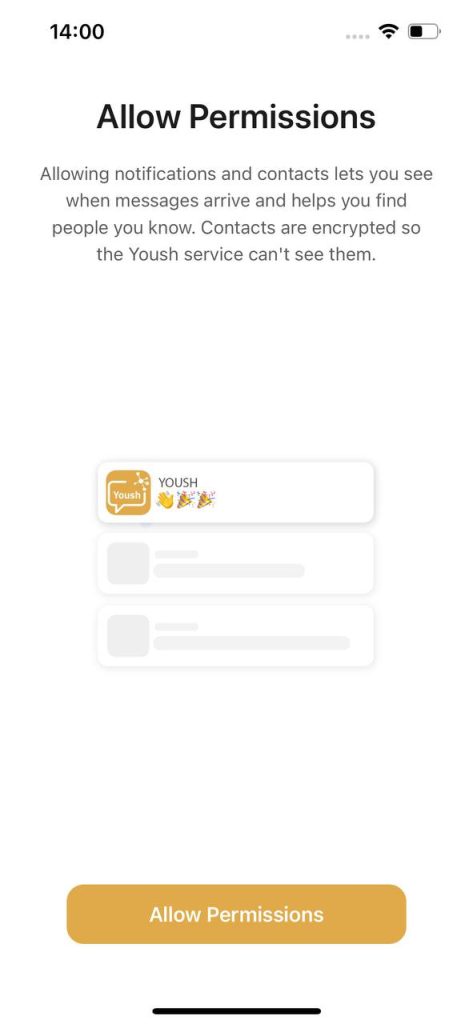 14:00
Allow Permissions
Allowing notifications and contacts lets you see
when messages arrive and helps you find
people you know. Contacts are encrypted so
the Yoush service can't see them.
YOUSH
Yoush
👋🎉🎉
Allow Permissions